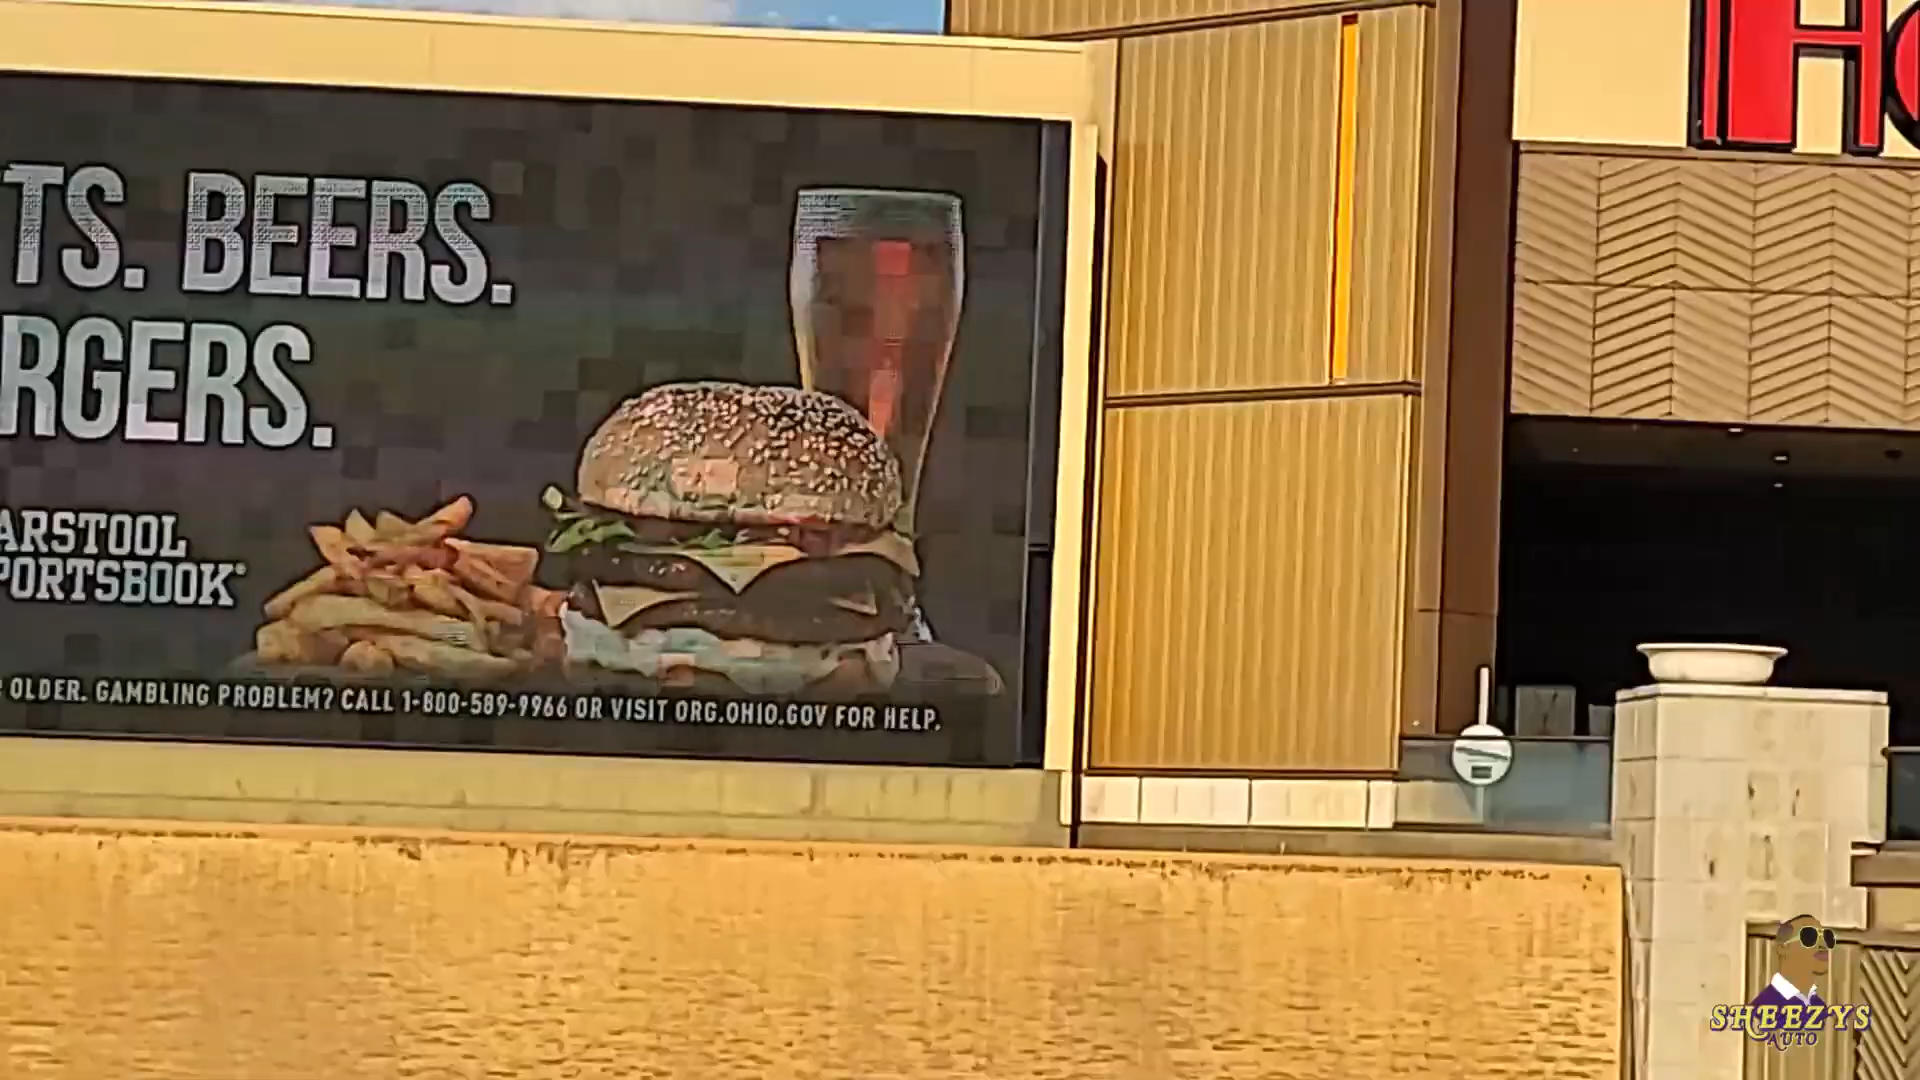 TS. BEERS.
RGERS.
ARSTOOL
PORTSBOOK®
OLDER. GAMBLING PROBLEM? CALL 1-800-589-9966 OR VISIT ORG.OHIO.GOV FOR HELP.
Ho
SHEEZYS
AUTO